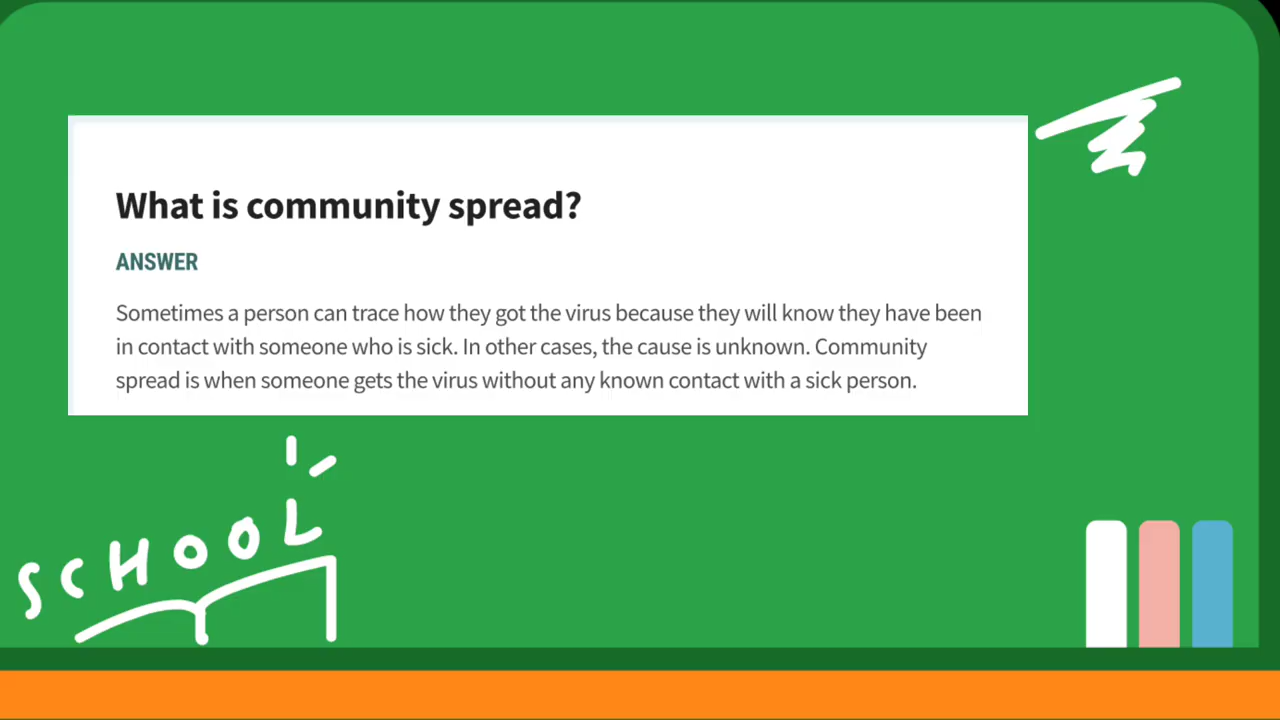 What is community spread?
ANSWER
Sometimes a person can trace how they got the virus because they will know they have been
in contact with someone who is sick. In other cases, the cause is unknown. Community
spread is when someone gets the virus without any known contact with a sick person.
SCHOOL